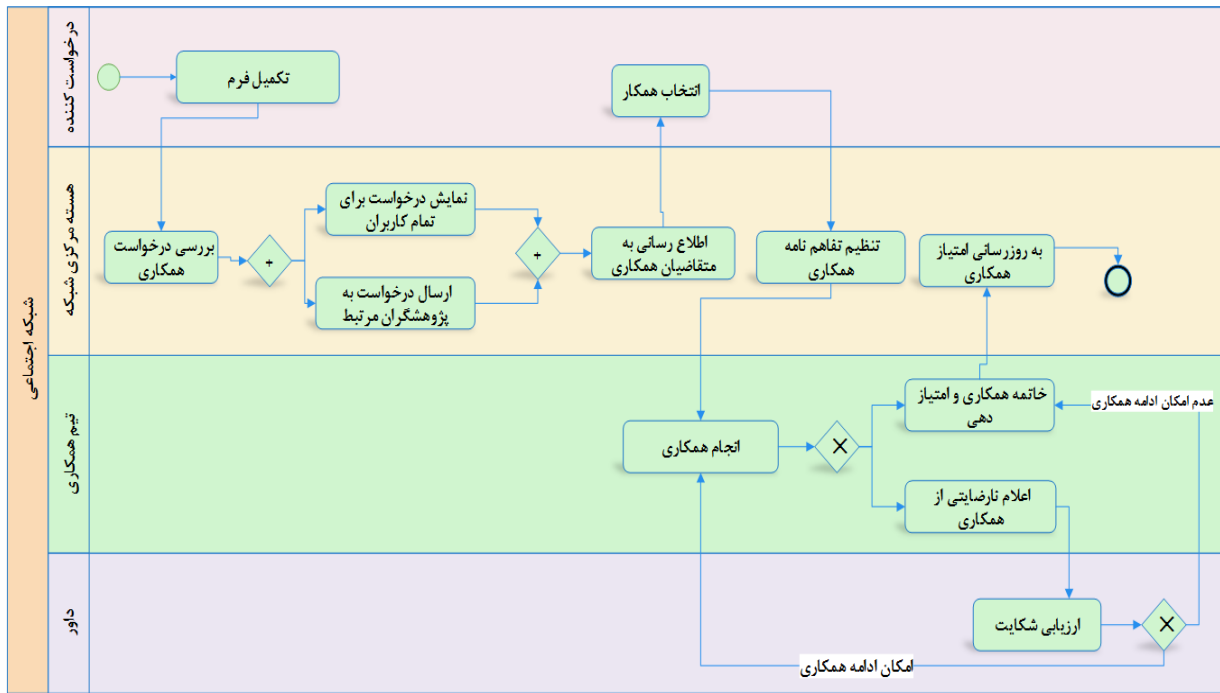 شبکه اجتماعی
درخواست کننده
تکمیل فرم
انتخاب همکار
هسته مرکزی شبکه
بررسی درخواست
همکاری
+
نمایش درخواست برای
تمام کاربران
ارسال درخواست به
پژوهشگران مرتبط
+
اطلاع رسانی به
متقاضیان همکاری
تنظیم تفاهم نامه
همکاری
به روزرسانی امتیاز
همکاری
تیم همکاری
انجام همکاری
خاتمه همکاری و امتیاز
دهی
عدم امکان ادامه همکاری
اعلام نارضایتی از
همکاری
داور
ارزیابی شکایت
امکان ادامه همکاری